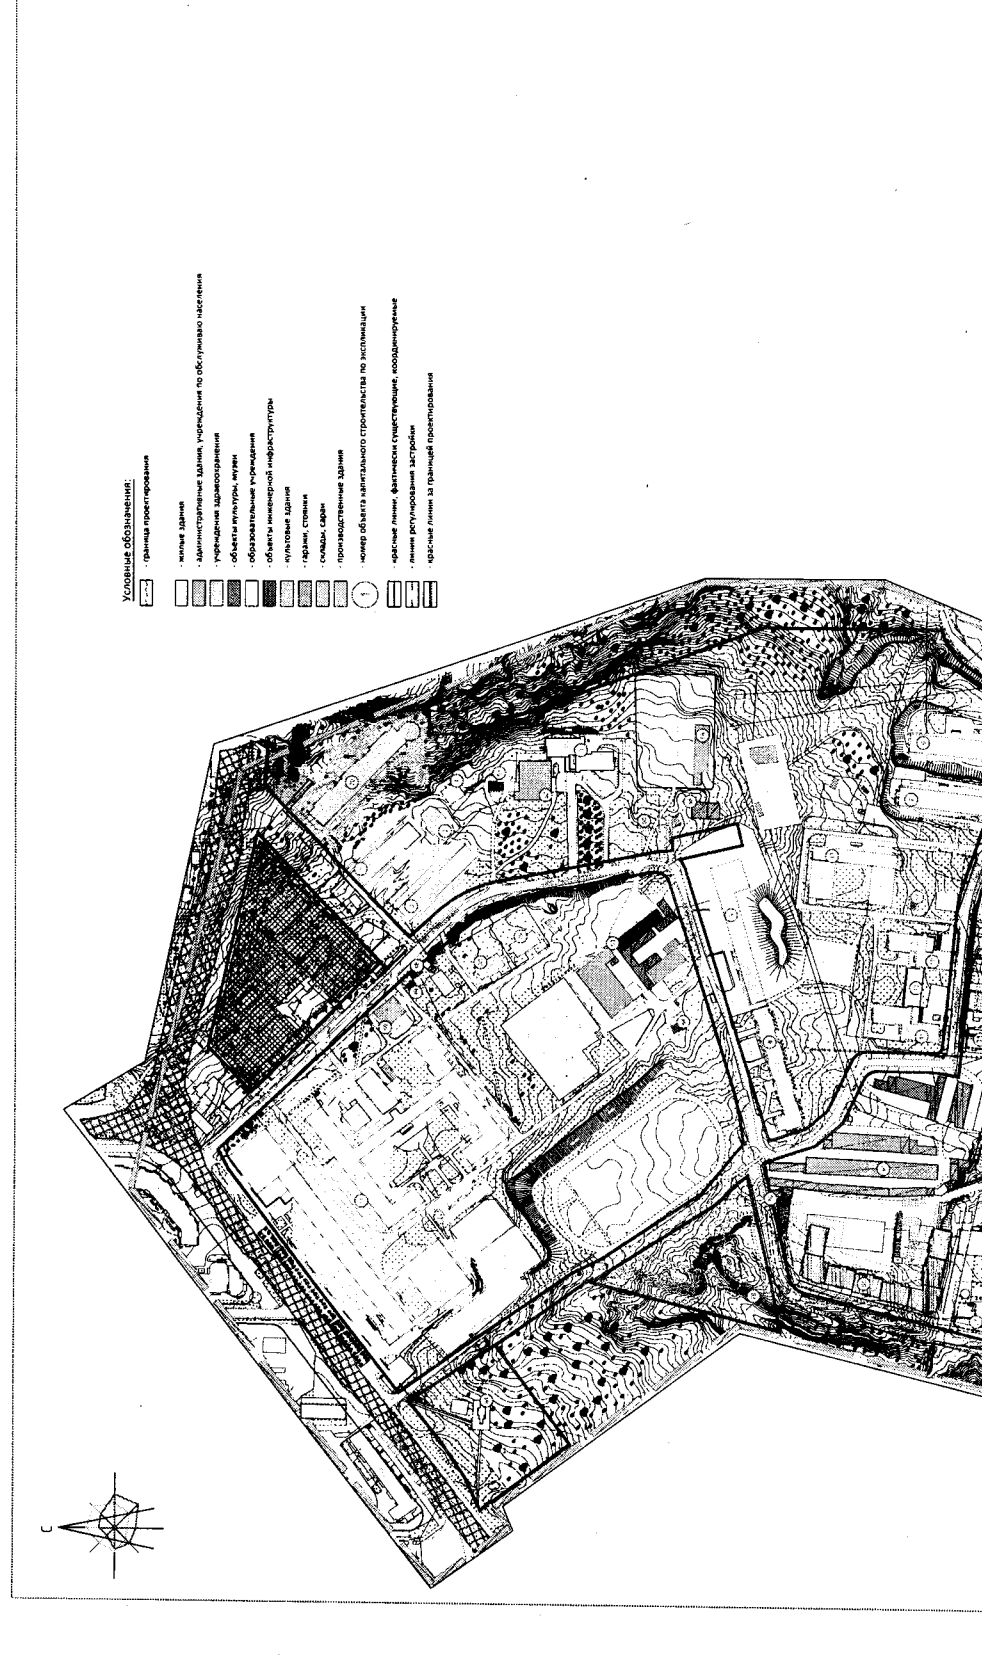 Условные обозначения:
- граница проектирования
- жилые здания
- административные здания, учреждения по обслуживаю населения
- учреждения здравоохранения
- объекты культуры, музеи
- образовательные учреждения
- объекты инженерной инфраструктуры
- культовые здания
- гаражи, стоянки
- склады, сараи
- производственные здания
1
- номер объекта капитального строительства по экспликации
- красные линии, фактически существующие, координируемые
- линии регулирования застройки
- красные линии за границей проектирования
С